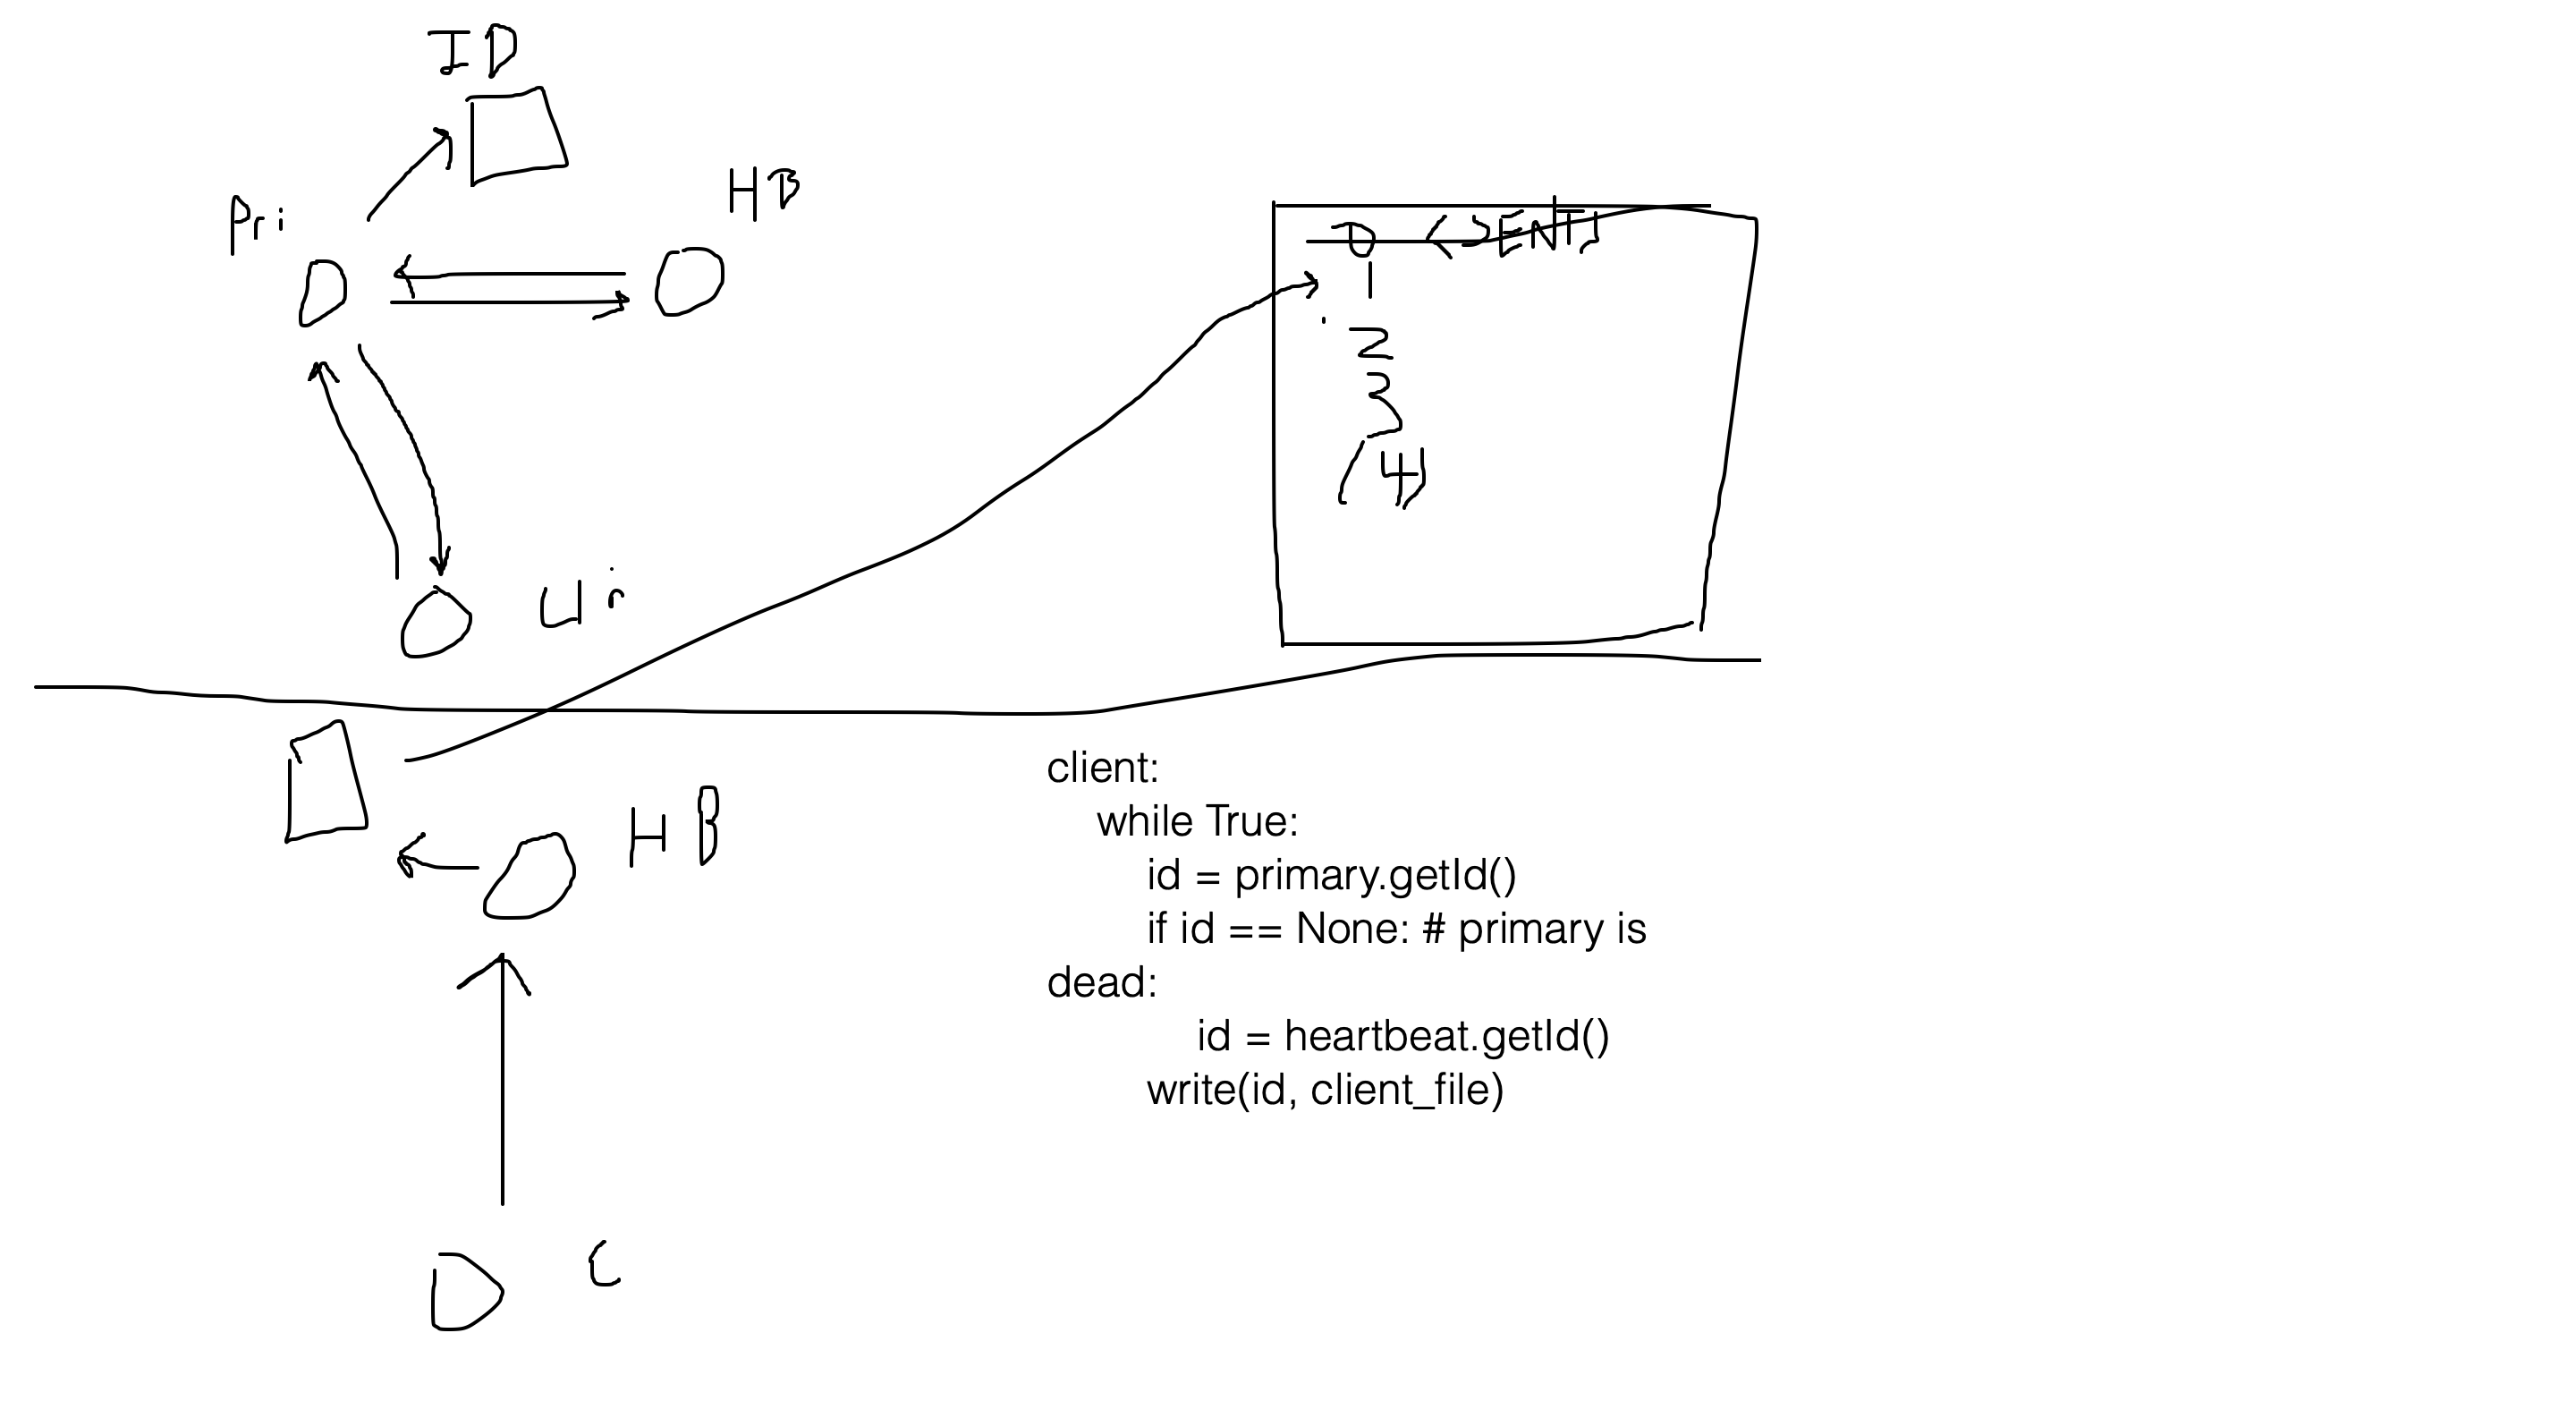 ID
HB
Pri
0 (SENT)
1
2
3
(4)
HB
C
client:
while True:
id = primary.getId()
if id == None: # primary is
dead:
id = heartbeat.getId()
write(id, client_file)